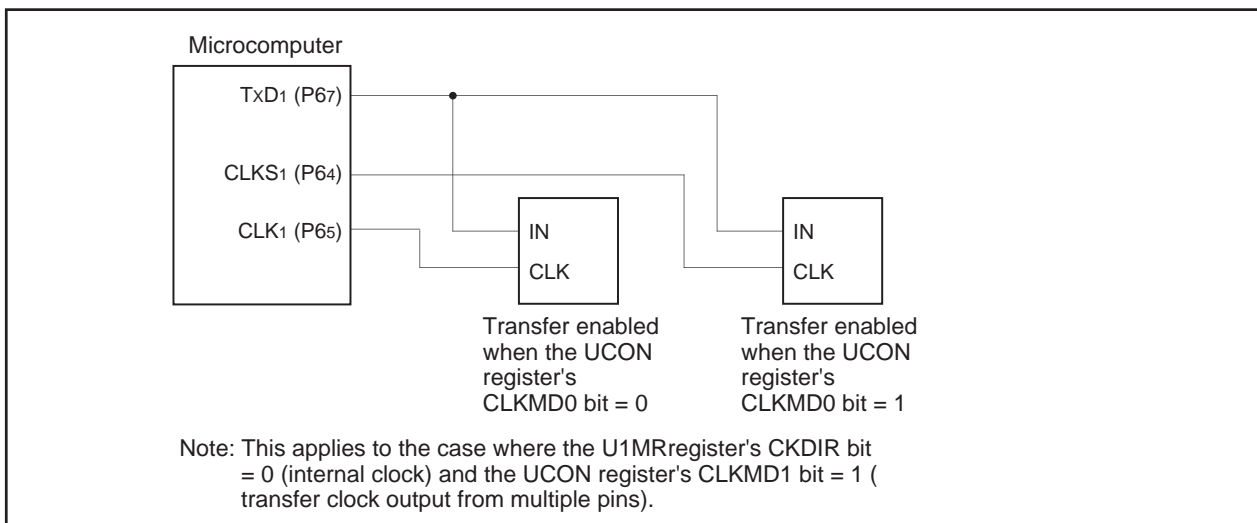 Microcomputer
TXD1 (P67)
CLKS1 (P64)
CLK1 (P65)
IN
CLK
IN
CLK
Transfer enabled
when the UCON
register's
CLKMD0 bit = 0
Transfer enabled
when the UCON
register's
CLKMD0 bit = 1
Note: This applies to the case where the U1MRregister's CKDIR bit
= 0 (internal clock) and the UCON register's CLKMD1 bit = 1 (
transfer clock output from multiple pins).